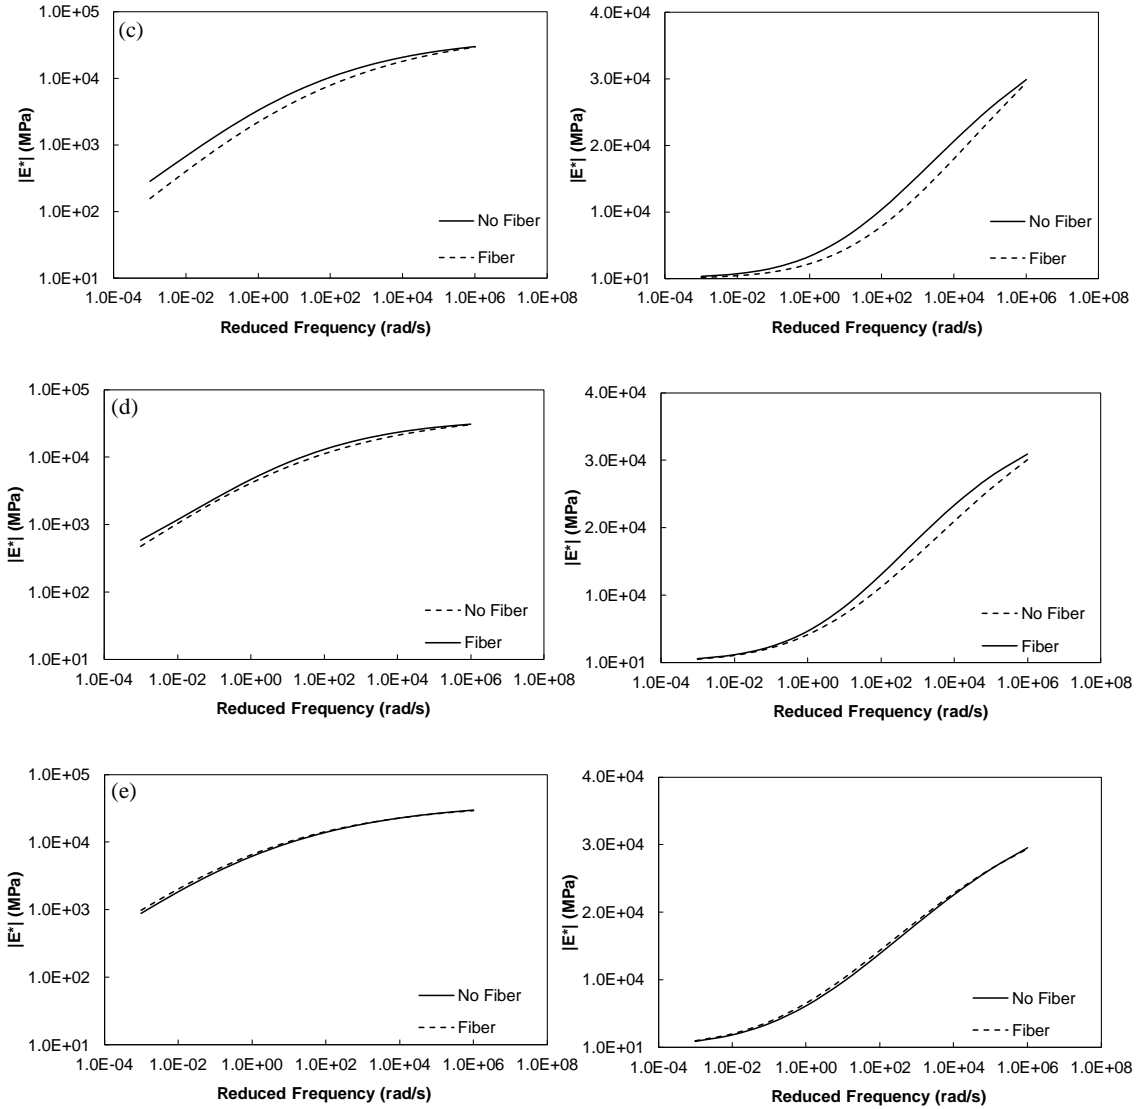 (c)
1.0E+05
1.0E+04
1.0E+03
1.0E+02
1.0E+01
|E*| (MPa)
No Fiber
Fiber
1.0E-04 1.0E-02 1.0E+00 1.0E+02 1.0E+04 1.0E+06 1.0E+08
Reduced Frequency (rad/s)
4.0E+04
3.0E+04
2.0E+04
1.0E+04
1.0E+01
|E*| (MPa)
No Fiber
Fiber
1.0E-04 1.0E-02 1.0E+00 1.0E+02 1.0E+04 1.0E+06 1.0E+08
Reduced Frequency (rad/s)
(d)
1.0E+05
1.0E+04
1.0E+03
1.0E+02
1.0E+01
|E*| (MPa)
No Fiber
Fiber
1.0E-04 1.0E-02 1.0E+00 1.0E+02 1.0E+04 1.0E+06 1.0E+08
Reduced Frequency (rad/s)
4.0E+04
3.0E+04
2.0E+04
1.0E+04
1.0E+01
|E*| (MPa)
No Fiber
Fiber
1.0E-04 1.0E-02 1.0E+00 1.0E+02 1.0E+04 1.0E+06 1.0E+08
Reduced Frequency (rad/s)
(e)
1.0E+05
1.0E+04
1.0E+03
1.0E+02
1.0E+01
|E*| (MPa)
No Fiber
Fiber
1.0E-04 1.0E-02 1.0E+00 1.0E+02 1.0E+04 1.0E+06 1.0E+08
Reduced Frequency (rad/s)
4.0E+04
3.0E+04
2.0E+04
1.0E+04
1.0E+01
|E*| (MPa)
No Fiber
Fiber
1.0E-04 1.0E-02 1.0E+00 1.0E+02 1.0E+04 1.0E+06 1.0E+08
Reduced Frequency (rad/s)